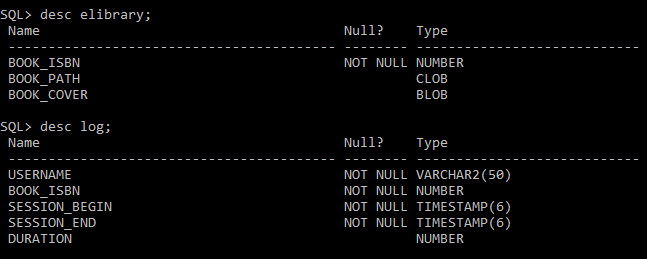 SQL> desc elibrary;
Name Null? Type
----------------------------------------- -------- ----------------------------
BOOK_ISBN NOT NULL NUMBER
BOOK_PATH CLOB
BOOK_COVER BLOB
SQL> desc log;
Name Null? Type
----------------------------------------- -------- ----------------------------
USERNAME NOT NULL VARCHAR2(50)
BOOK_ISBN NOT NULL NUMBER
SESSION_BEGIN NOT NULL TIMESTAMP(6)
SESSION_END NOT NULL TIMESTAMP(6)
DURATION NUMBER